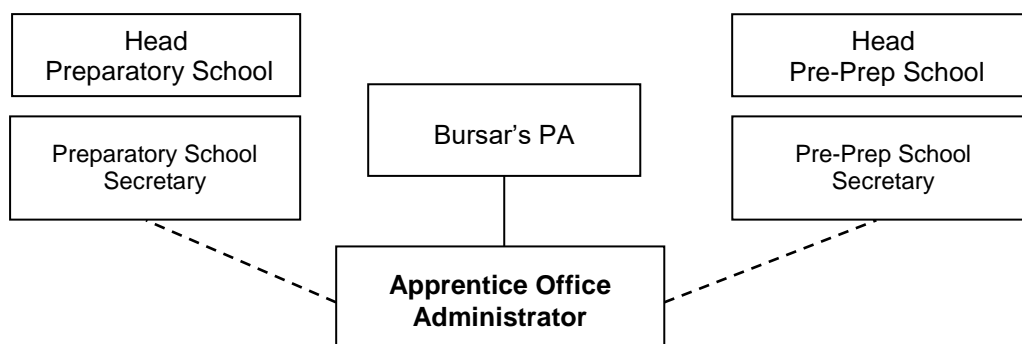 Head
Preparatory School
Head
Pre-Prep School
Bursar’s PA
Preparatory School
Secretary
Pre-Prep School
Secretary
Apprentice Office
Administrator